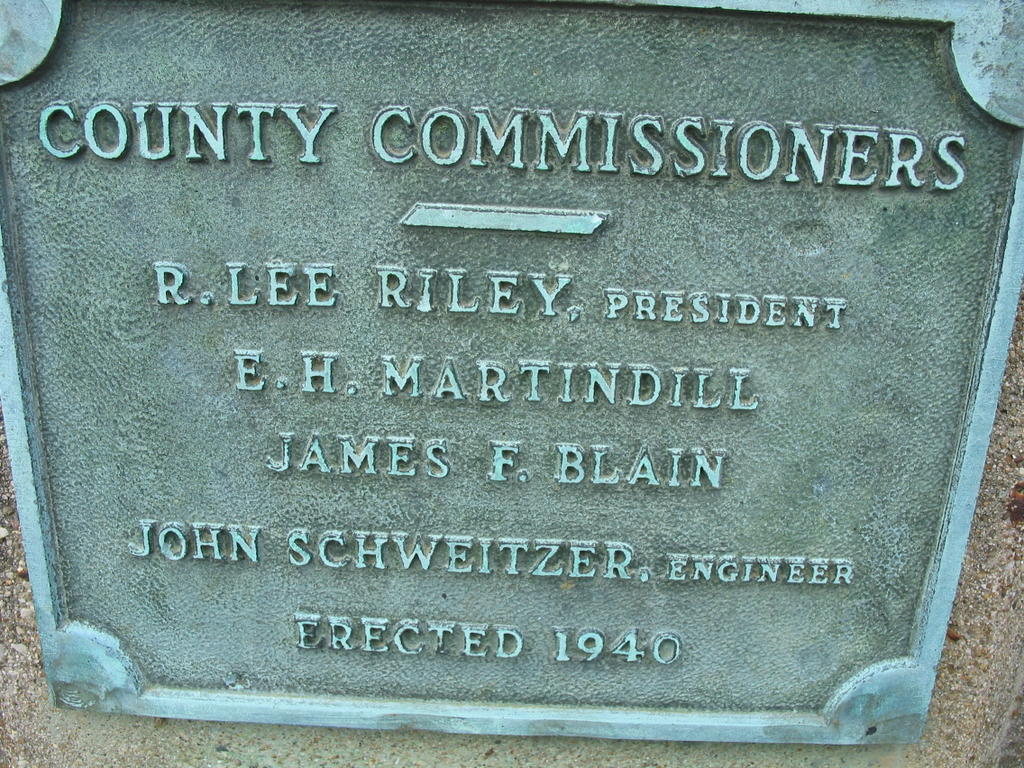 COUNTY COMMISSIONERS
R. LEE RILEY, PRESIDENT
E. H. MARTINDILL
JAMES F. BLAIN
JOHN SCHWEITZER, ENGINEER
ERECTED 1940